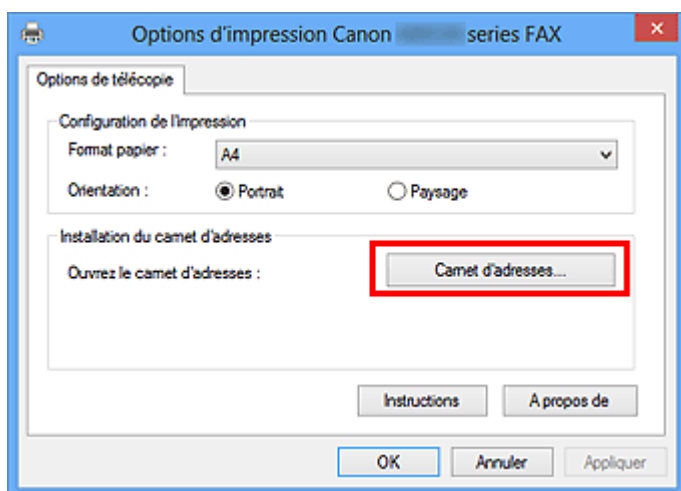 Options d'impression Canon series FAX
Options de télécopie
Configuration de l'impression
Format papier : A4
Orientation : Portrait Paysage
Installation du carnet d'adresses
Ouvrez le carnet d'adresses : Carnet d'adresses...
Instructions A propos de
OK Annuler Appliquer